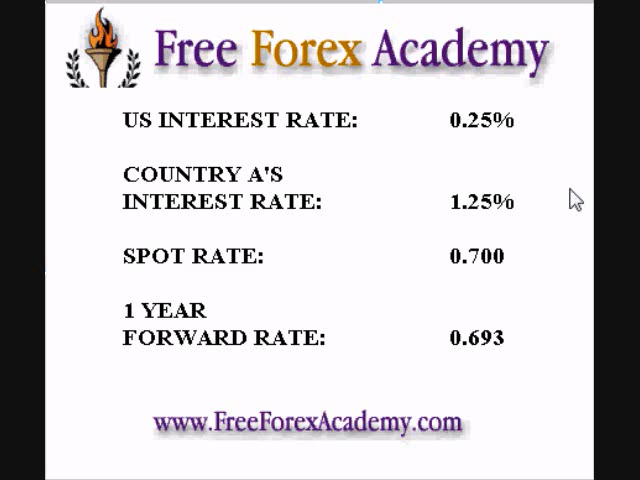 Free Forex Academy
US INTEREST RATE: 0.25%
COUNTRY A'S
INTEREST RATE: 1.25%
SPOT RATE: 0.700
1 YEAR
FORWARD RATE: 0.693
www.FreeForexAcademy.com